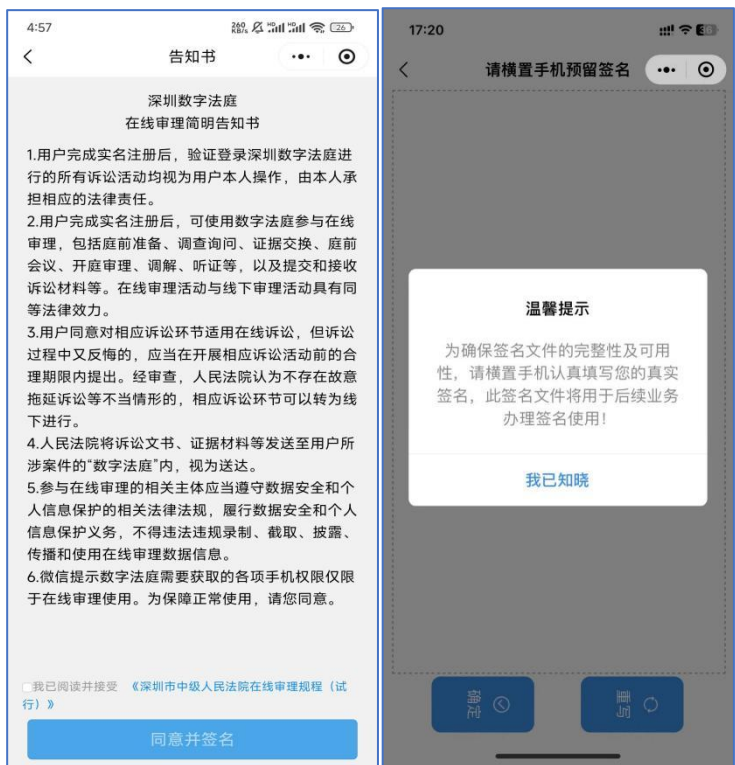 4:57
260 KB/s HD HD 26
告知书
深圳数字法庭
在线审理简明告知书
1.用户完成实名注册后，验证登录深圳数字法庭进
行的所有诉讼活动均视为用户本人操作，由本人承
担相应的法律责任。
2.用户完成实名注册后，可使用数字法庭参与在线
审理，包括庭前准备、调查询问、证据交换、庭前
会议、开庭审理、调解、听证等，以及提交和接收
诉讼材料等。在线审理活动与线下审理活动具有同
等法律效力。
3.用户同意对相应诉讼环节适用在线诉讼，但诉讼
过程中又反悔的，应当在开展相应诉讼活动前的合
理期限内提出。经审查，人民法院认为不存在故意
拖延诉讼等不当情形的，相应诉讼环节可以转为线
下进行。
4.人民法院将诉讼文书、证据材料等发送至用户所
涉案件的“数字法庭”内，视为送达。
5.参与在线审理的相关主体应当遵守数据安全和个
人信息保护的相关法律法规，履行数据安全和个人
信息保护义务，不得违法违规录制、截取、披露、
传播和使用在线审理数据信息。
6.微信提示数字法庭需要获取的各项手机权限仅限
于在线审理使用。为保障正常使用，请您同意。
我已阅读并接受 《深圳市中级人民法院在线审理规程（试
行）》
同意并签名
17:20
请横置手机预留签名
温馨提示
为确保签名文件的完整性及可用
性，请横置手机认真填写您的真实
签名，此签名文件将用于后续业务
办理签名使用！
我已知晓
确定
重写